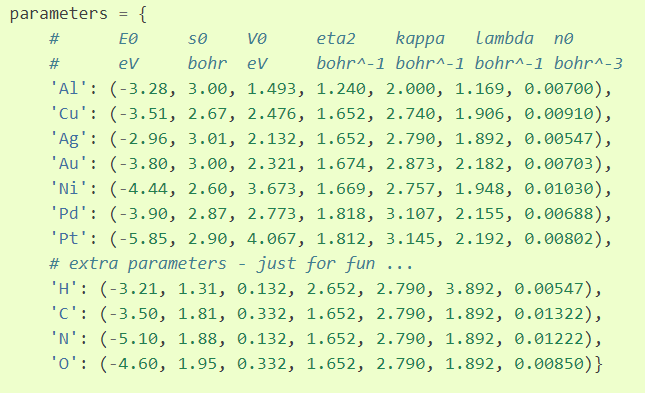 parameters = {
    #      E0     s0    V0     eta2    kappa   lambda  n0
    #      eV     bohr  eV     bohr^-1 bohr^-1 bohr^-1 bohr^-3
    'Al': (-3.28, 3.00, 1.493, 1.240, 2.000, 1.169, 0.00700),
    'Cu': (-3.51, 2.67, 2.476, 1.652, 2.740, 1.906, 0.00910),
    'Ag': (-2.96, 3.01, 2.132, 1.652, 2.790, 1.892, 0.00547),
    'Au': (-3.80, 3.00, 2.321, 1.674, 2.873, 2.182, 0.00703),
    'Ni': (-4.44, 2.60, 3.673, 1.669, 2.757, 1.948, 0.01030),
    'Pd': (-3.90, 2.87, 2.773, 1.818, 3.107, 2.155, 0.00688),
    'Pt': (-5.85, 2.90, 4.067, 1.812, 3.145, 2.192, 0.00802),
    # extra parameters - just for fun ...
    'H': (-3.21, 1.31, 0.132, 2.652, 2.790, 3.892, 0.00547),
    'C': (-3.50, 1.81, 0.332, 1.652, 2.790, 1.892, 0.01322),
    'N': (-5.10, 1.88, 0.132, 1.652, 2.790, 1.892, 0.01222),
    'O': (-4.60, 1.95, 0.332, 1.652, 2.790, 1.892, 0.00850)}